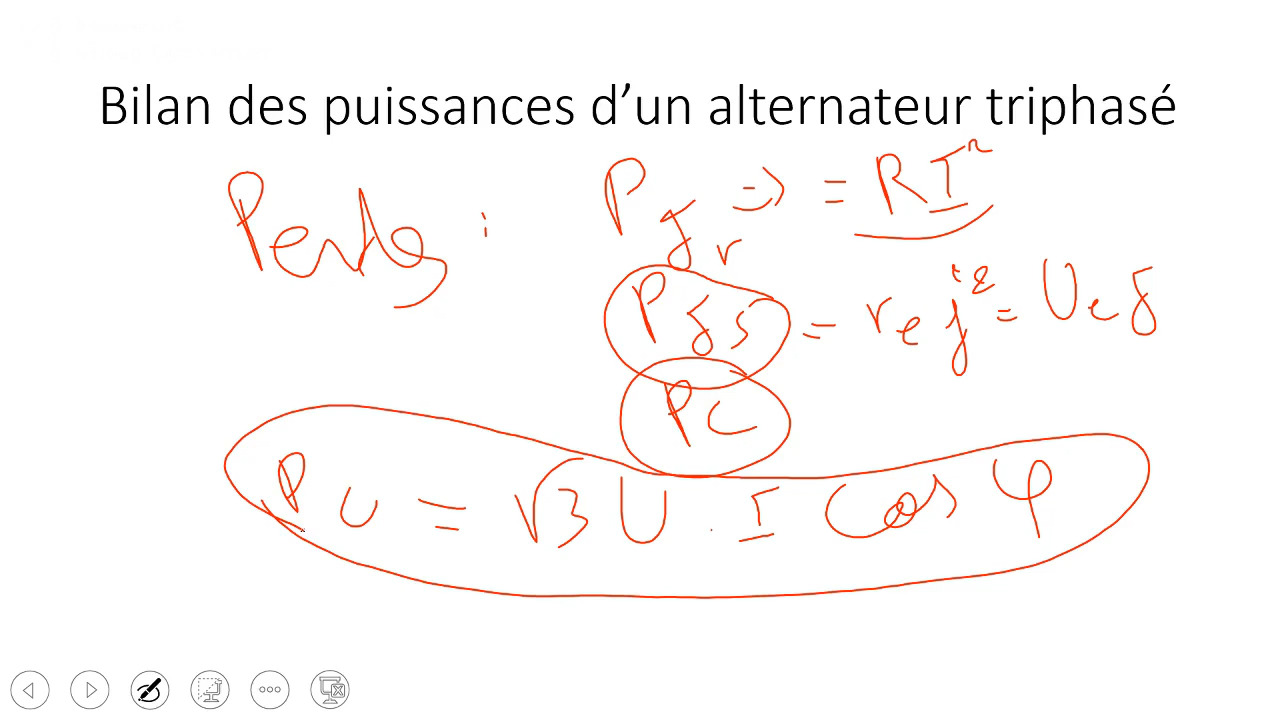 Bilan des puissances d’un alternateur triphasé
Pertes : Pjr => = RI²
Pjs = re j² = Ue j
PC
PU = √3 U . I Cos φ